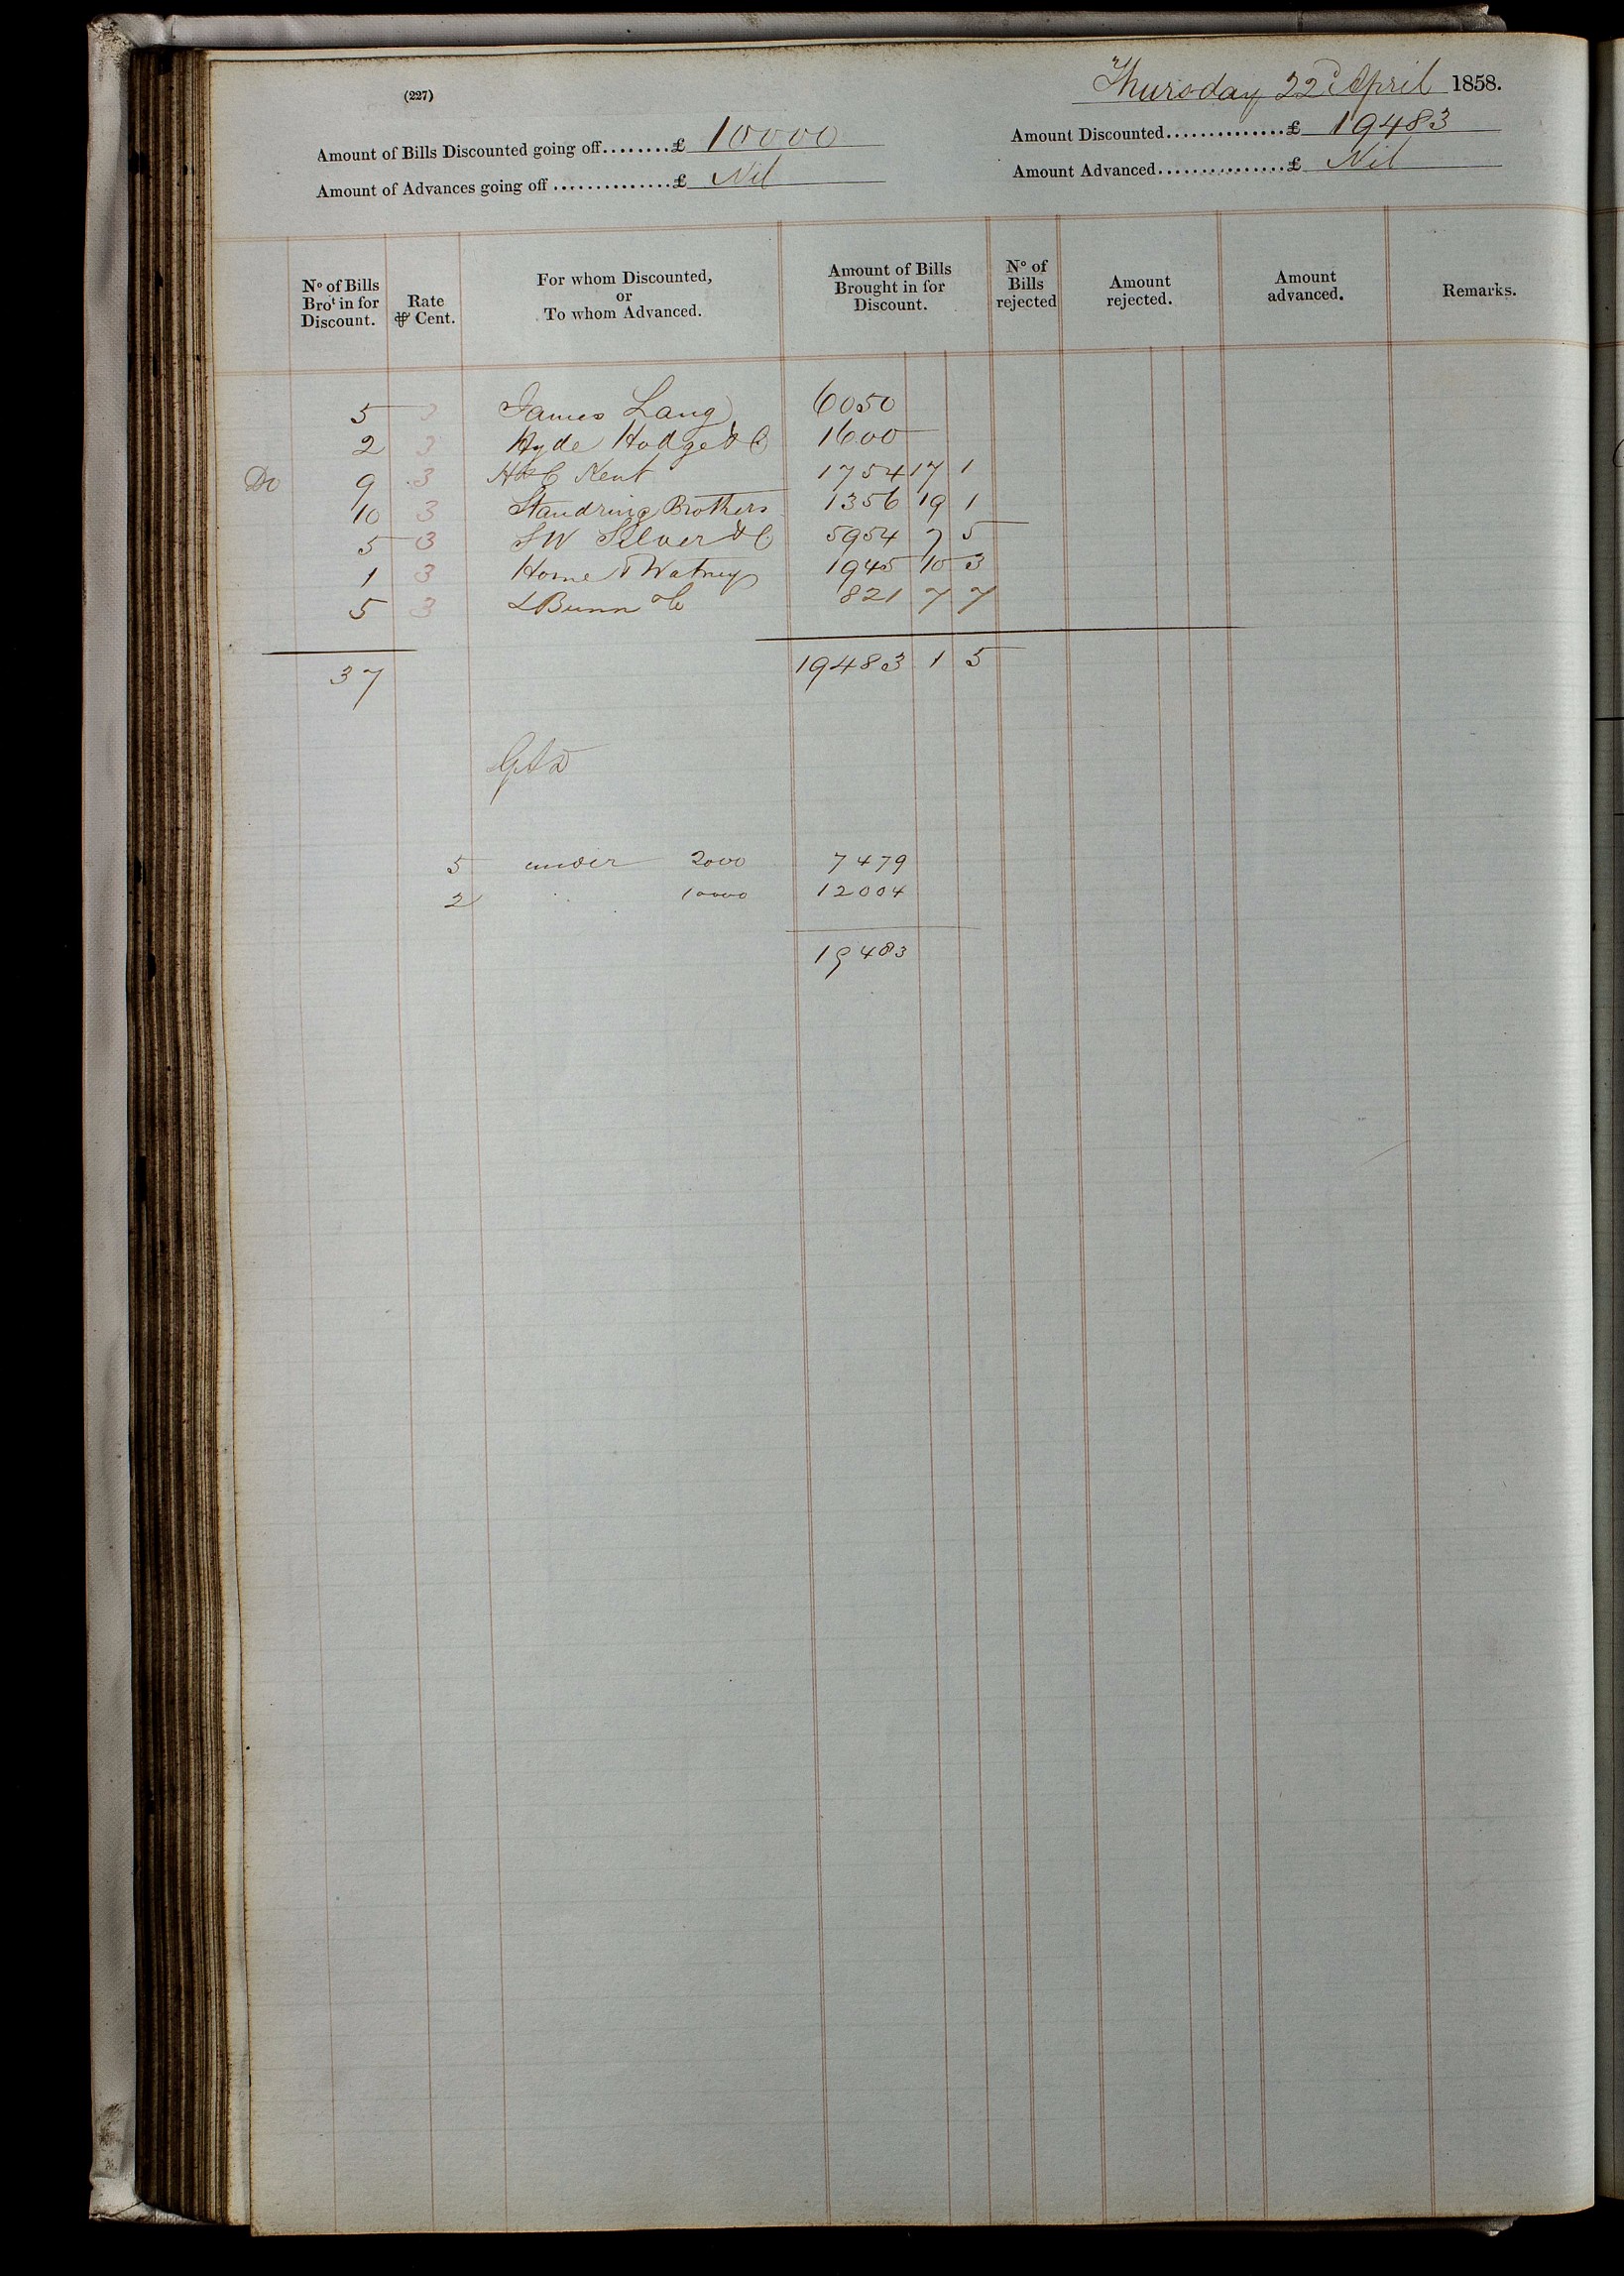 (227)
Thursday 22d April 1858.
Amount of Bills Discounted going off........£ 10000
Amount Discounted..............£ 19483
Amount of Advances going off..............£ Nil
Amount Advanced...............£ Nil
No of Bills Brot in for Discount. Rate ⅌ Cent. For whom Discounted, or To whom Advanced. Amount of Bills Brought in for Discount. No of Bills rejected Amount rejected. Amount advanced. Remarks.
5 3 James Lang 6050
2 3 Hyde Hodge & C 1600
Do 9 3 H & C Kent 1754 17 1
10 3 Standring Brothers 1356 19 1
5 3 SW Silver & C 5954 7 5
1 3 Horne & Watney 1945 10 3
5 3 L Bunn & Co 821 7 7
37 19483 1 5
5 under 2000 7479
2 " 10000 12004
19483